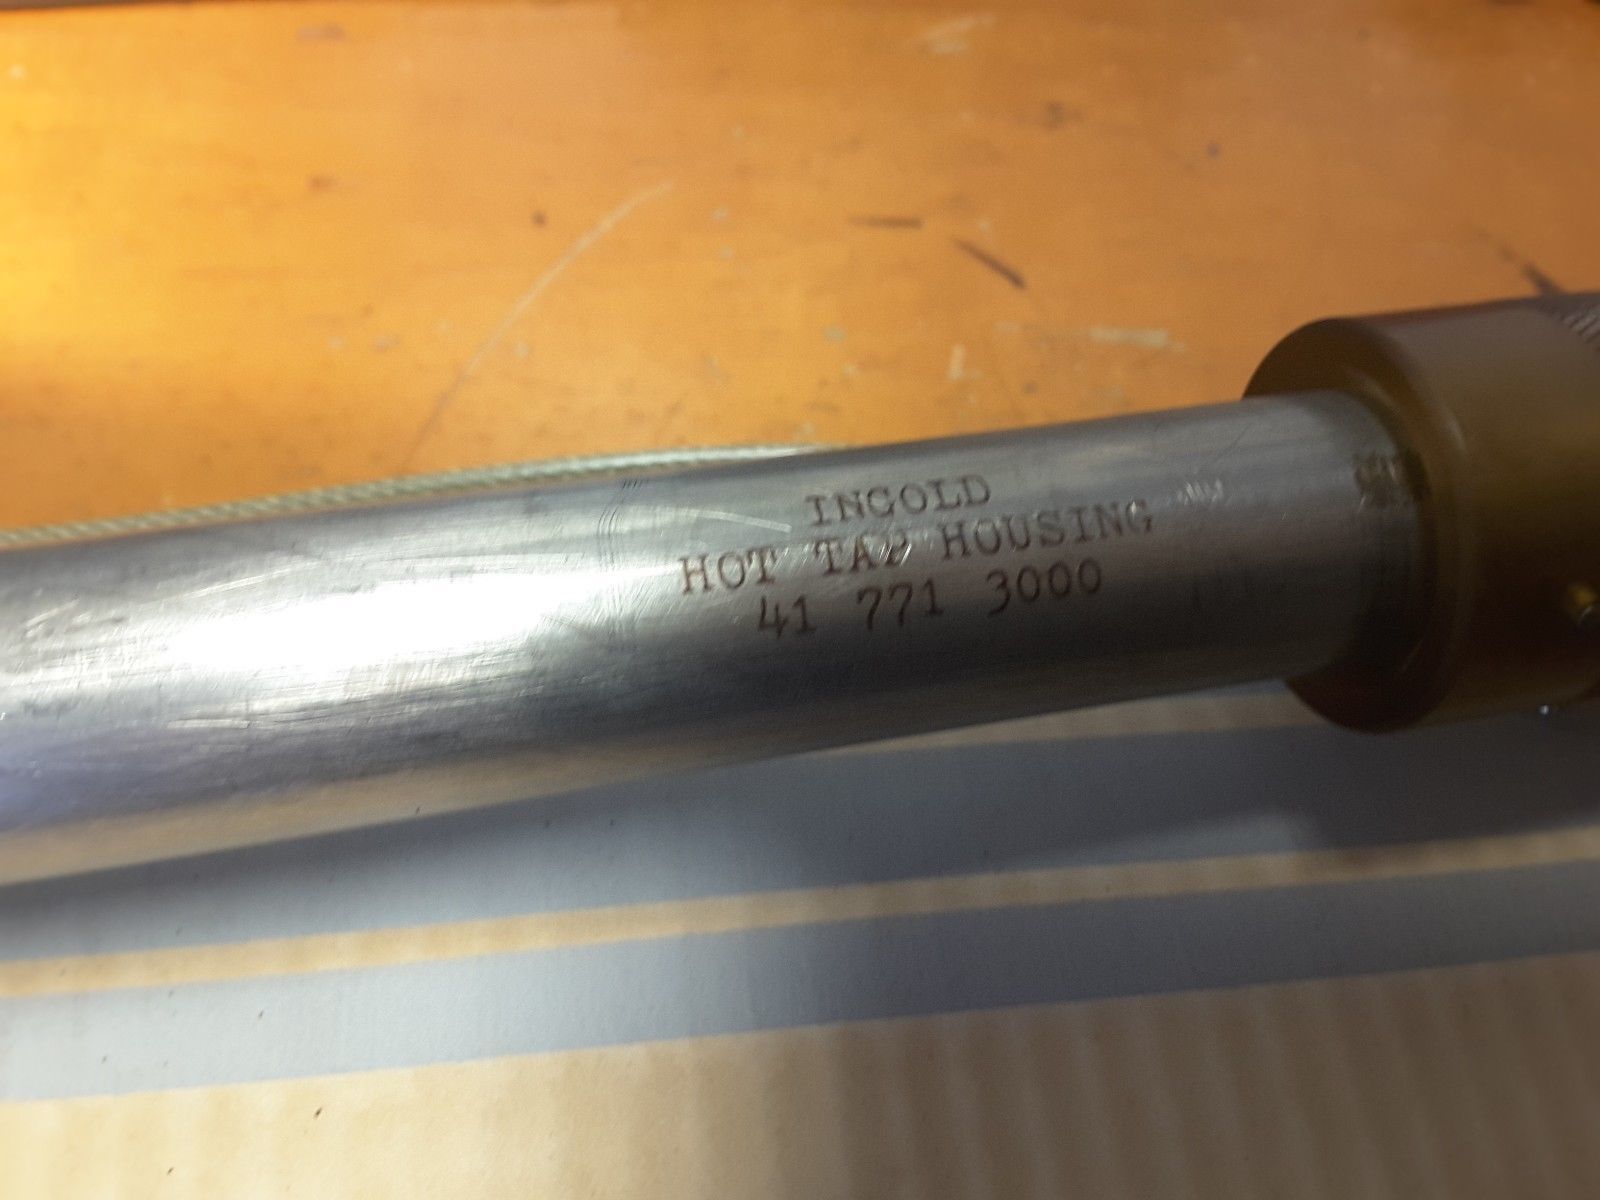 INGOLD
HOT TAP HOUSING
41 771 3000